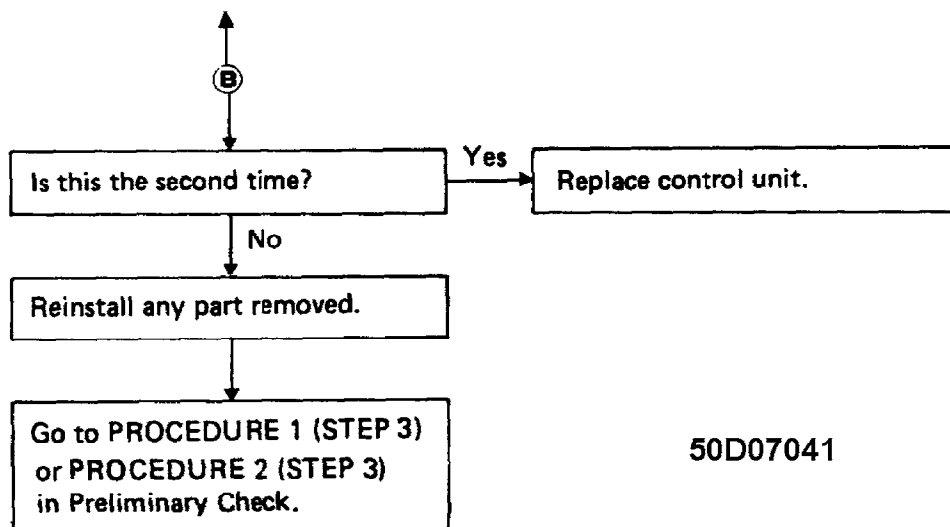 B
Is this the second time?
Yes
Replace control unit.
No
Reinstall any part removed.
Go to PROCEDURE 1 (STEP 3)
or PROCEDURE 2 (STEP 3)
in Preliminary Check.
50D07041